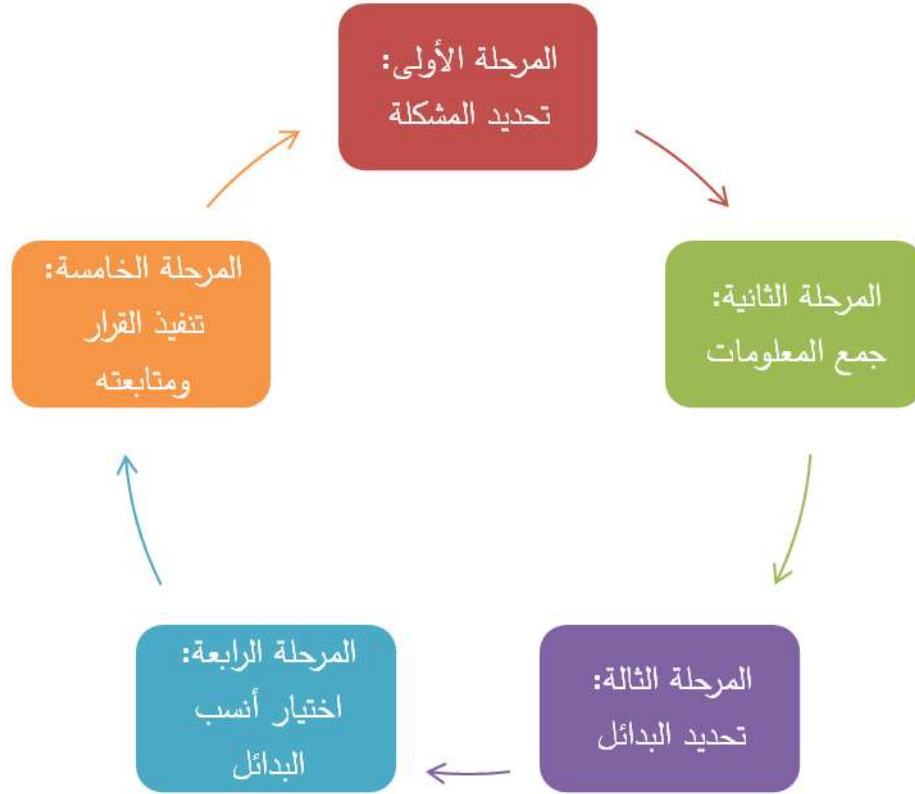 المرحلة الأولى:
تحديد المشكلة
المرحلة الثانية:
جمع المعلومات
المرحلة الثالة:
تحديد البدائل
المرحلة الرابعة:
اختيار أنسب
البدائل
المرحلة الخامسة:
تنفيذ القرار
ومتابعته